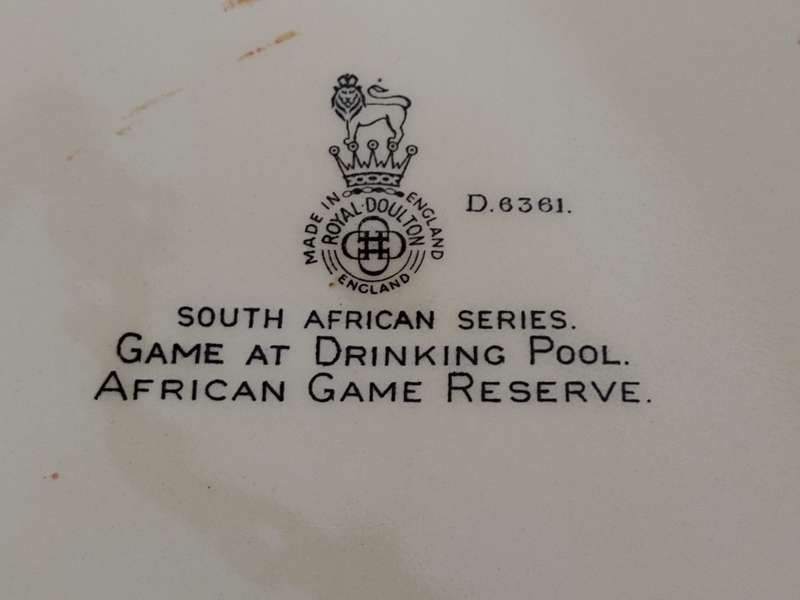 MADE IN ENGLAND
ROYAL·DOULTON
ENGLAND
D.6361.
SOUTH AFRICAN SERIES.
GAME AT DRINKING POOL.
AFRICAN GAME RESERVE.